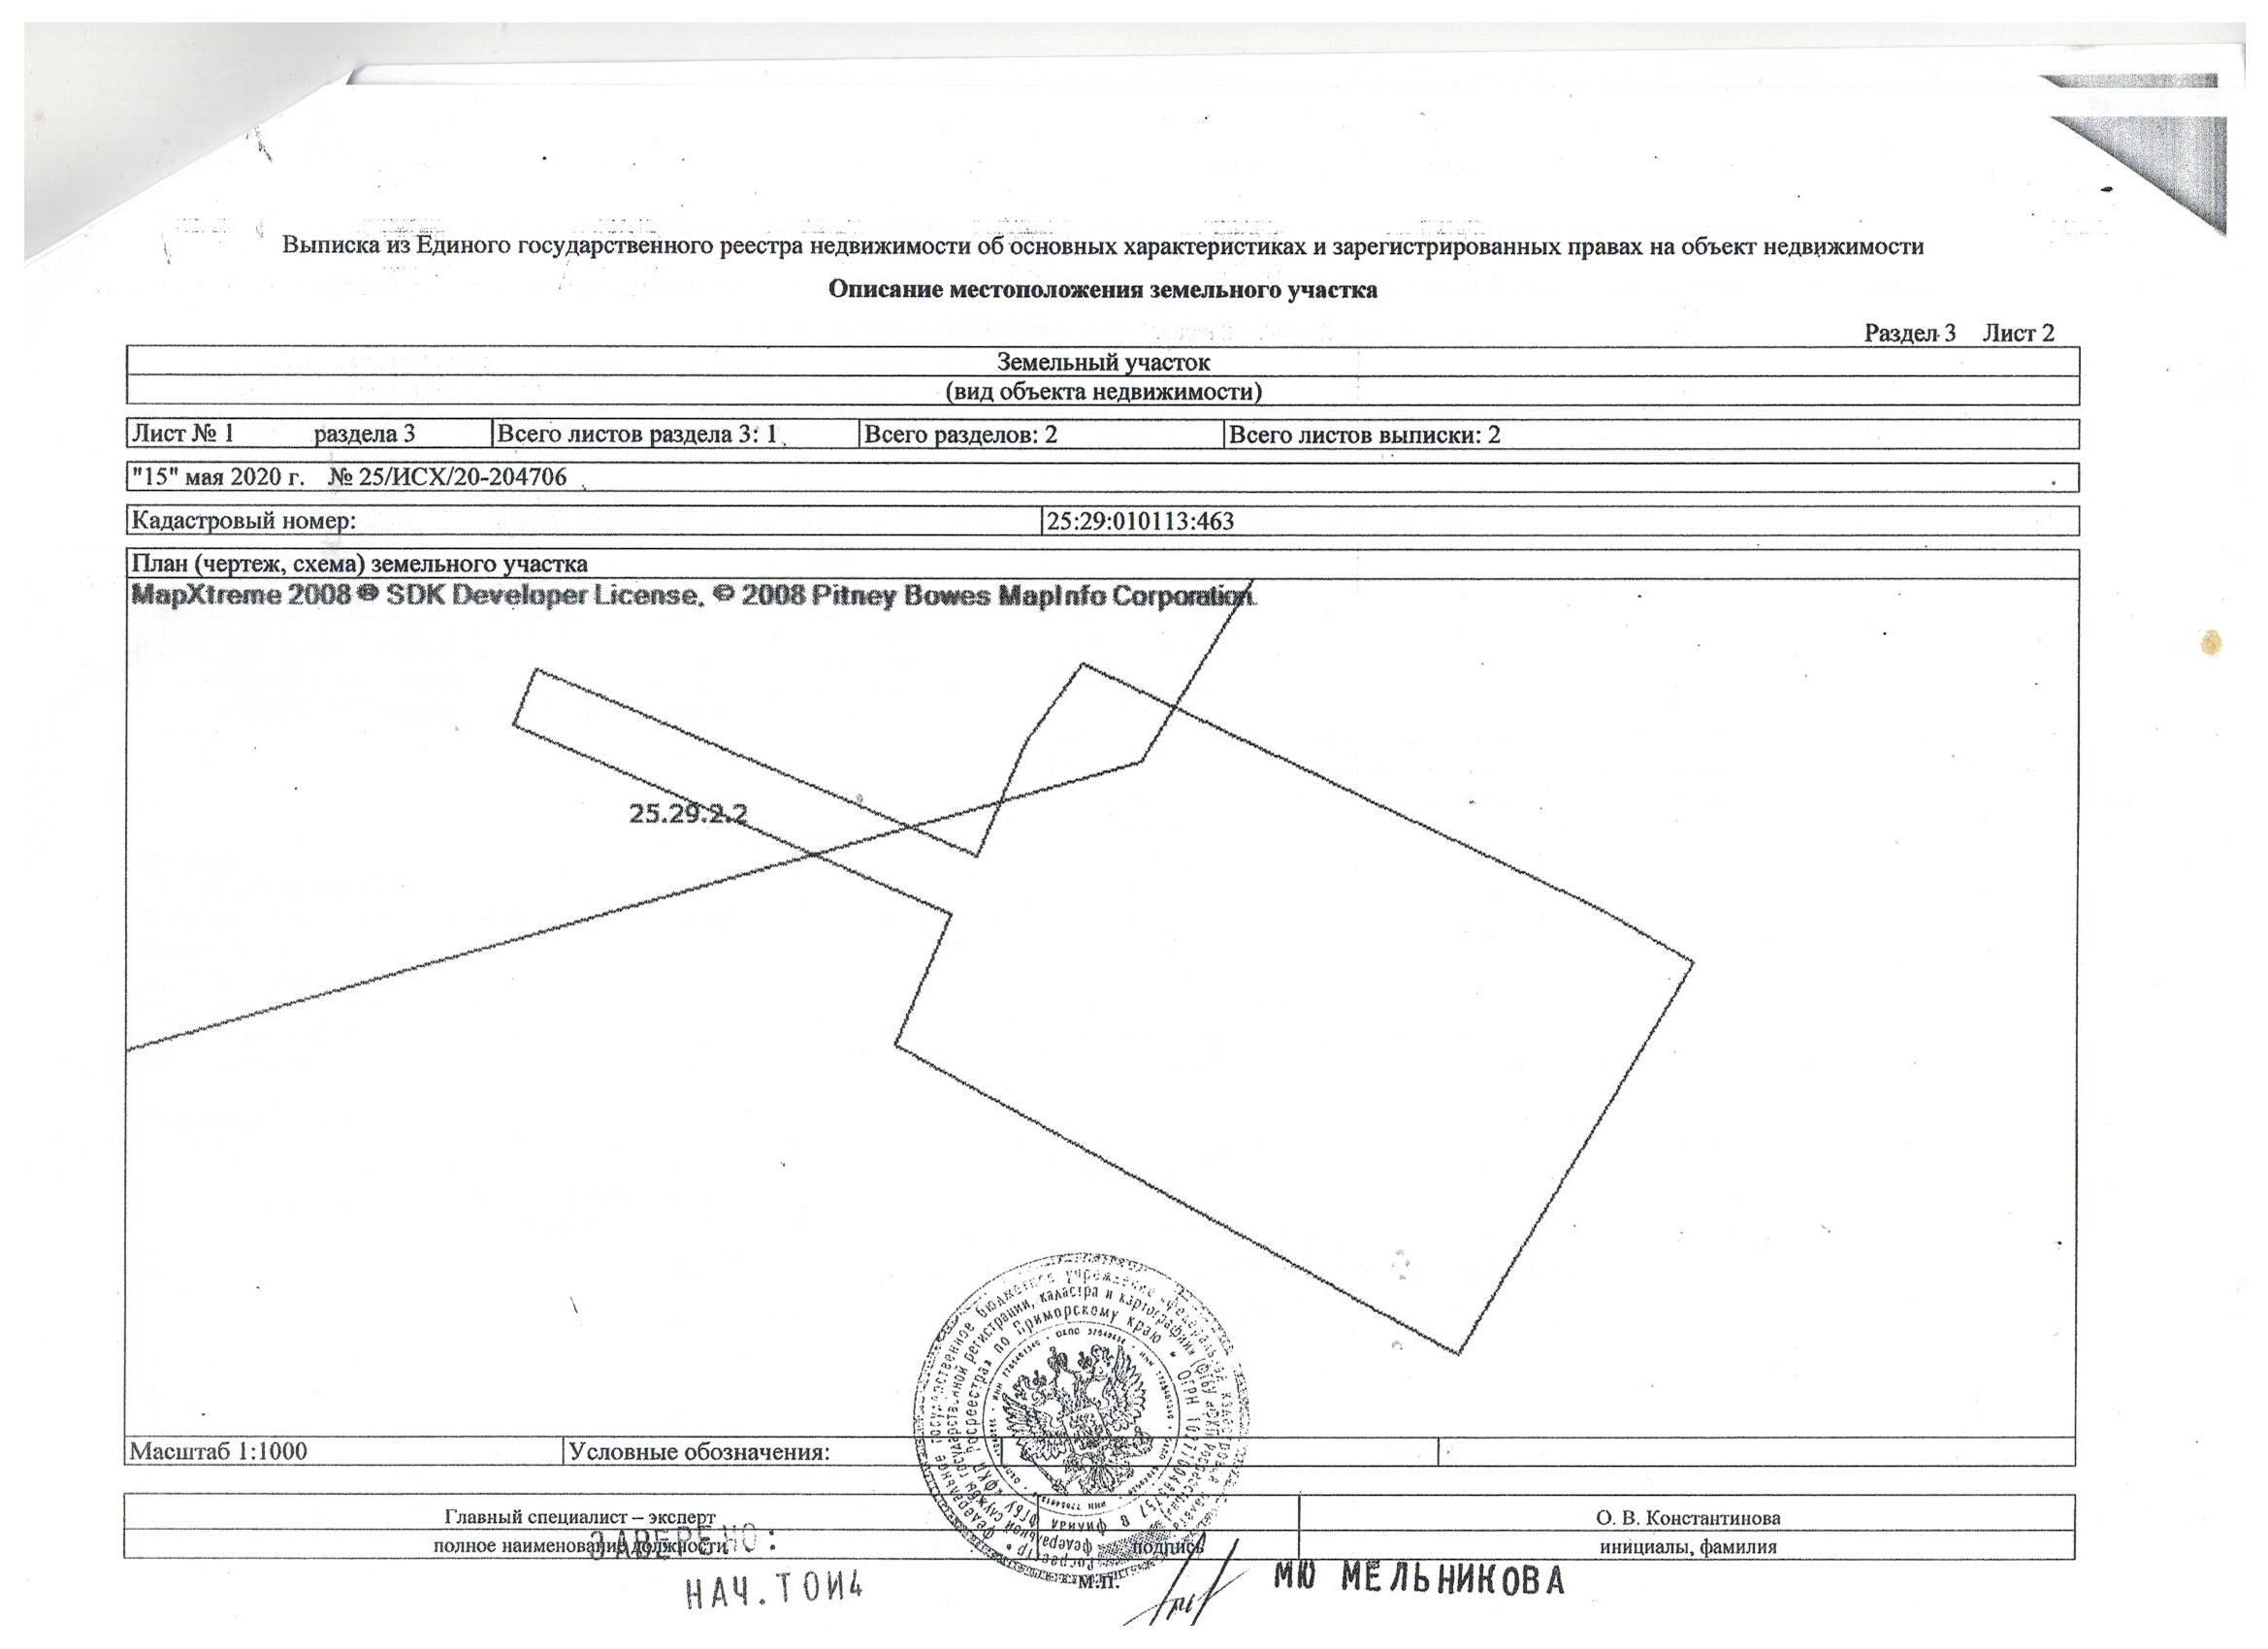 Выписка из Единого государственного реестра недвижимости об основных характеристиках и зарегистрированных правах на объект недвижимости
Описание местоположения земельного участка
Раздел 3 Лист 2
Земельный участок
(вид объекта недвижимости)
Лист № 1 раздела 3 Всего листов раздела 3: 1 Всего разделов: 2 Всего листов выписки: 2
"15" мая 2020 г. № 25/ИСХ/20-204706
Кадастровый номер: 25:29:010113:463
План (чертеж, схема) земельного участка
MapXtreme 2008 ® SDK Developer License. © 2008 Pitney Bowes MapInfo Corporation.
25.29.2.2
Масштаб 1:1000 Условные обозначения:
Главный специалист – эксперт О. В. Константинова
полное наименование должности подпись инициалы, фамилия
ЗАВЕРЕНО:
М.П.
НАЧ.ТОИ4 МЮ МЕЛЬНИКОВА
по Приморскому краю